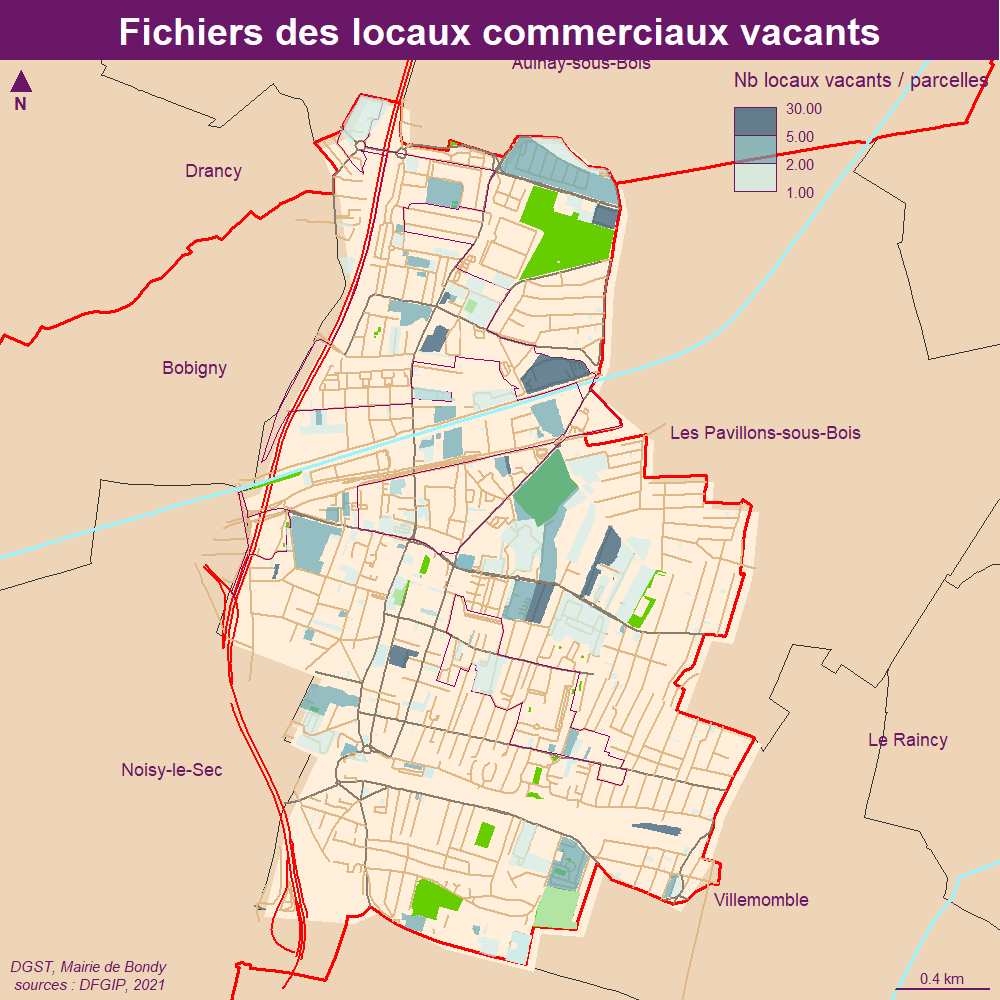 Fichiers des locaux commerciaux vacants
Aulnay-sous-Bois
Nb locaux vacants / parcelles
30.00
5.00
2.00
1.00
N
Drancy
Bobigny
Les Pavillons-sous-Bois
Le Raincy
Noisy-le-Sec
Villemomble
DGST, Mairie de Bondy
sources : DFGIP, 2021
0.4 km